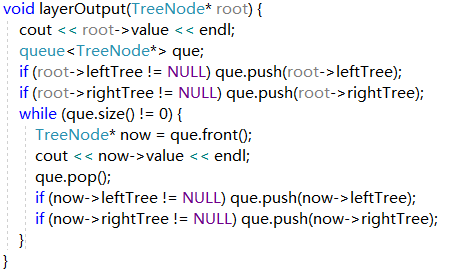 void layerOutput(TreeNode* root) {
cout << root->value << endl;
queue<TreeNode*> que;
if (root->leftTree != NULL) que.push(root->leftTree);
if (root->rightTree != NULL) que.push(root->rightTree);
while (que.size() != 0) {
TreeNode* now = que.front();
cout << now->value << endl;
que.pop();
if (now->leftTree != NULL) que.push(now->leftTree);
if (now->rightTree != NULL) que.push(now->rightTree);
}
}